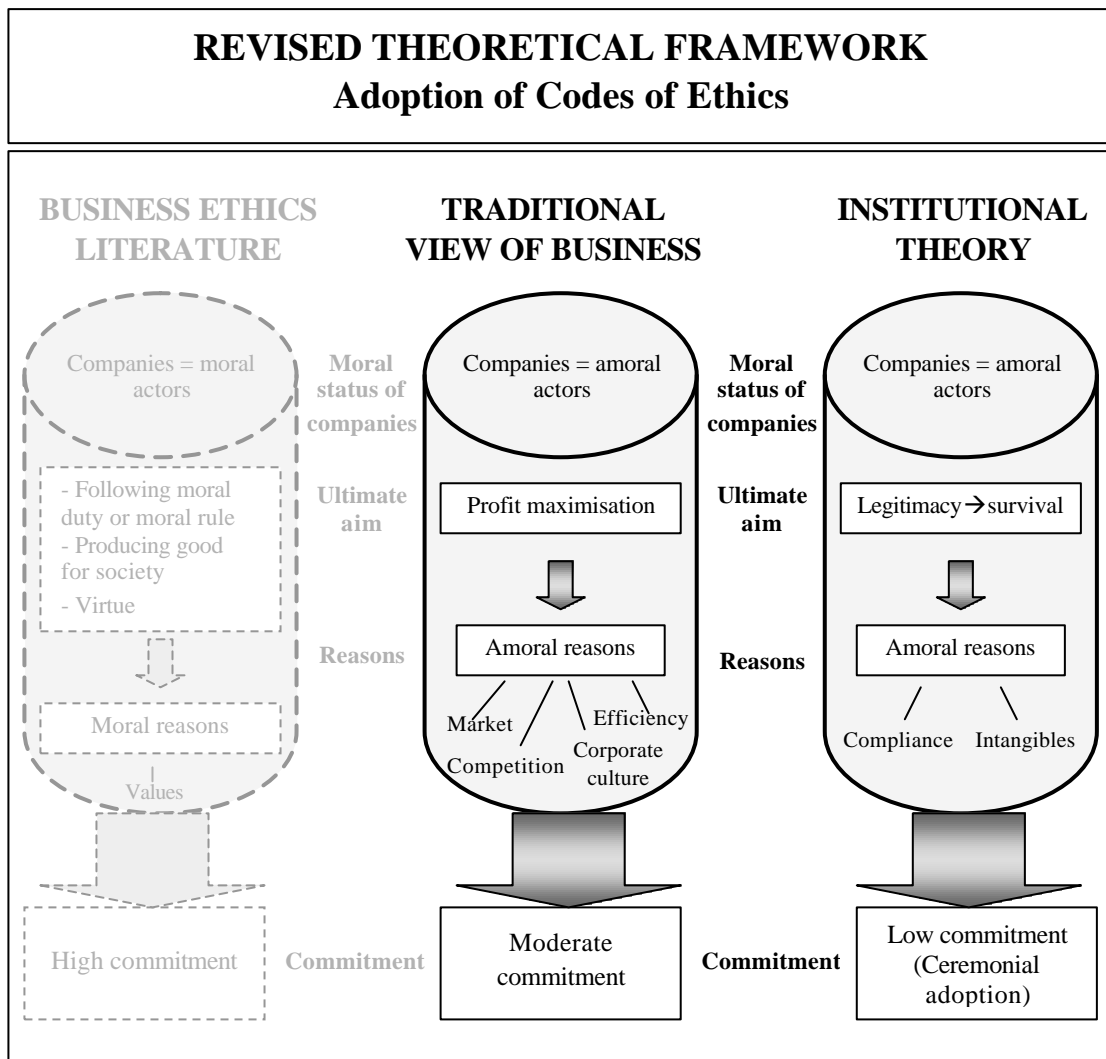 REVISED THEORETICAL FRAMEWORK
Adoption of Codes of Ethics
BUSINESS ETHICS
LITERATURE
TRADITIONAL
VIEW OF BUSINESS
INSTITUTIONAL
THEORY
Companies = moral
actors
Moral
status of
companies
Companies = amoral
actors
Moral
status of
companies
Companies = amoral
actors
- Following moral
duty or moral rule
- Producing good
for society
- Virtue
Ultimate
aim
Profit maximisation
Ultimate
aim
Legitimacy→survival
Moral reasons
Values
Reasons
Amoral reasons
Market
Efficiency
Competition
Corporate
culture
Reasons
Amoral reasons
Compliance
Intangibles
High commitment
Commitment
Moderate
commitment
Commitment
Low commitment
(Ceremonial
adoption)